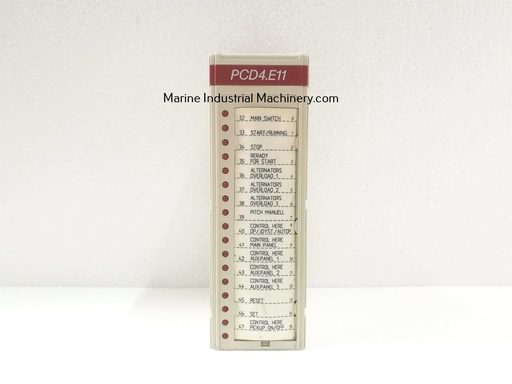 PCD4.E11
Marine Industrial Machinery.com
32 MAIN SWITCH 0
33 START/RUNNING 1
34 STOP 2
READY
35 FOR START 3
ALTERNATORS
36 OVERLOAD 1 4
ALTERNATORS
37 OVERLOAD 2 5
ALTERNATORS
38 OVERLOAD 3 6
PITCH MANUELL
39 7
CONTROL HERE 8
40 DP/JOYST/AUTOP
CONTROL HERE
41 MAIN PANEL 9
CONTROL HERE
42 AUXPANEL 1 10
CONTROL HERE
43 AUXPANEL 2 11
CONTROL HERE
44 AUXPANEL 3 12
45 RESET 13
46 SET 14
CONTROL HERE
47 PICKUP ON/OFF 15